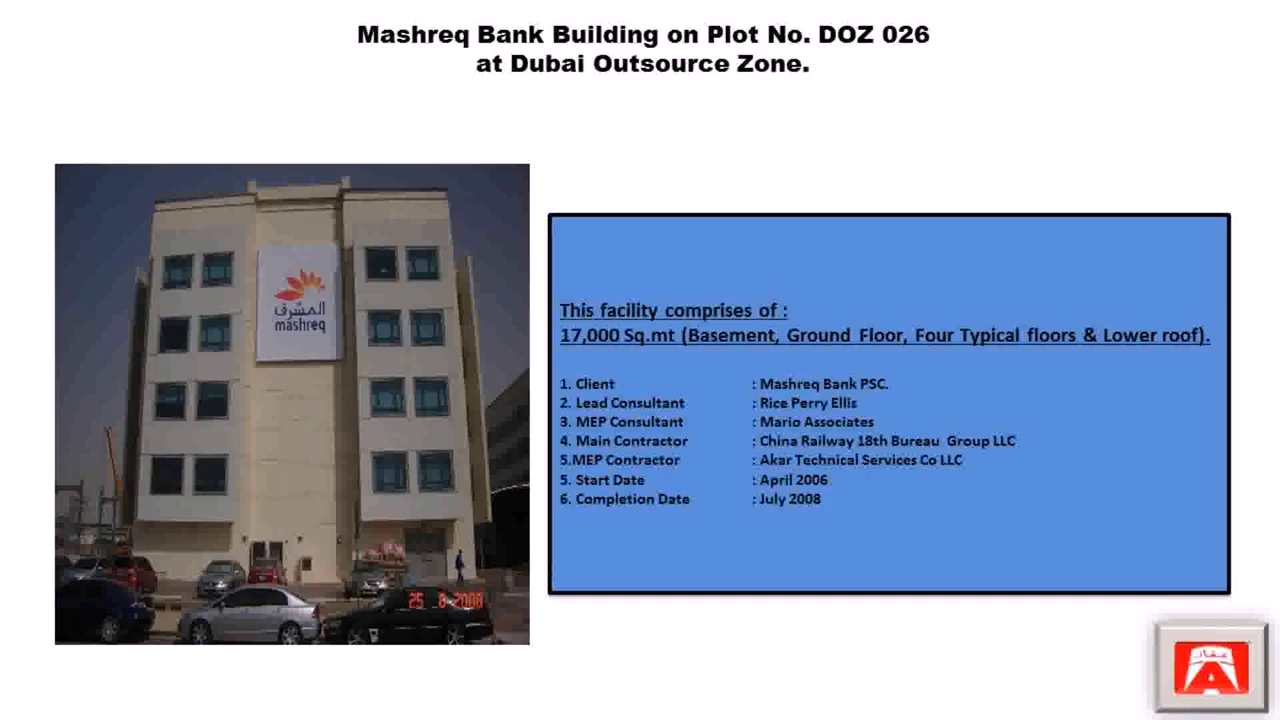 Mashreq Bank Building on Plot No. DOZ 026
at Dubai Outsource Zone.
المشرق
mashreq
25 8 2008
This facility comprises of :
17,000 Sq.mt (Basement, Ground Floor, Four Typical floors & Lower roof).
1. Client : Mashreq Bank PSC.
2. Lead Consultant : Rice Perry Ellis
3. MEP Consultant : Mario Associates
4. Main Contractor : China Railway 18th Bureau Group LLC
5.MEP Contractor : Akar Technical Services Co LLC
5. Start Date : April 2006
6. Completion Date : July 2008
عقار